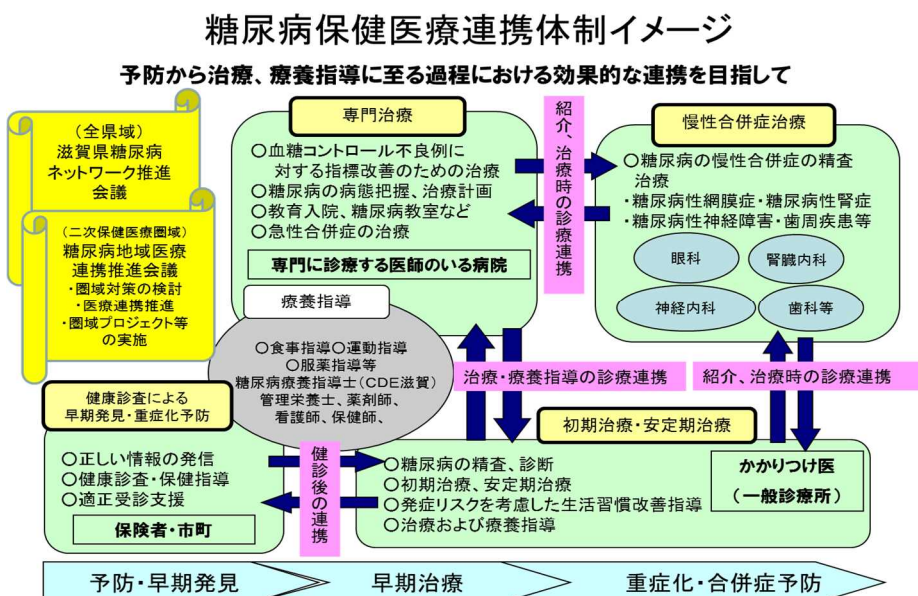 糖尿病保健医療連携体制イメージ
予防から治療、療養指導に至る過程における効果的な連携を目指して
(全県域)
滋賀県糖尿病
ネットワーク推進
会議
(二次保健医療圏域)
糖尿病地域医療
連携推進会議
・圏域対策の検討
・医療連携推進
・圏域プロジェクト等
の実施
専門治療
○血糖コントロール不良例に
対する指標改善のための治療
○糖尿病の病態把握、治療計画
○教育入院、糖尿病教室など
○急性合併症の治療
専門に診療する医師のいる病院
紹介、治療時の診療連携
慢性合併症治療
○糖尿病の慢性合併症の精査
治療
・糖尿病性網膜症・糖尿病性腎症
・糖尿病性神経障害・歯周疾患等
眼科
腎臓内科
神経内科
歯科等
療養指導
○食事指導○運動指導
○服薬指導等
糖尿病療養指導士(CDE滋賀)
管理栄養士、薬剤師、
看護師、保健師、
治療・療養指導の診療連携
紹介、治療時の診療連携
健康診査による
早期発見・重症化予防
○正しい情報の発信
○健康診査・保健指導
○適正受診支援
保険者・市町
健診後の連携
初期治療・安定期治療
○糖尿病の精査、診断
○初期治療、安定期治療
○発症リスクを考慮した生活習慣改善指導
○治療および療養指導
かかりつけ医
(一般診療所)
予防・早期発見
早期治療
重症化・合併症予防